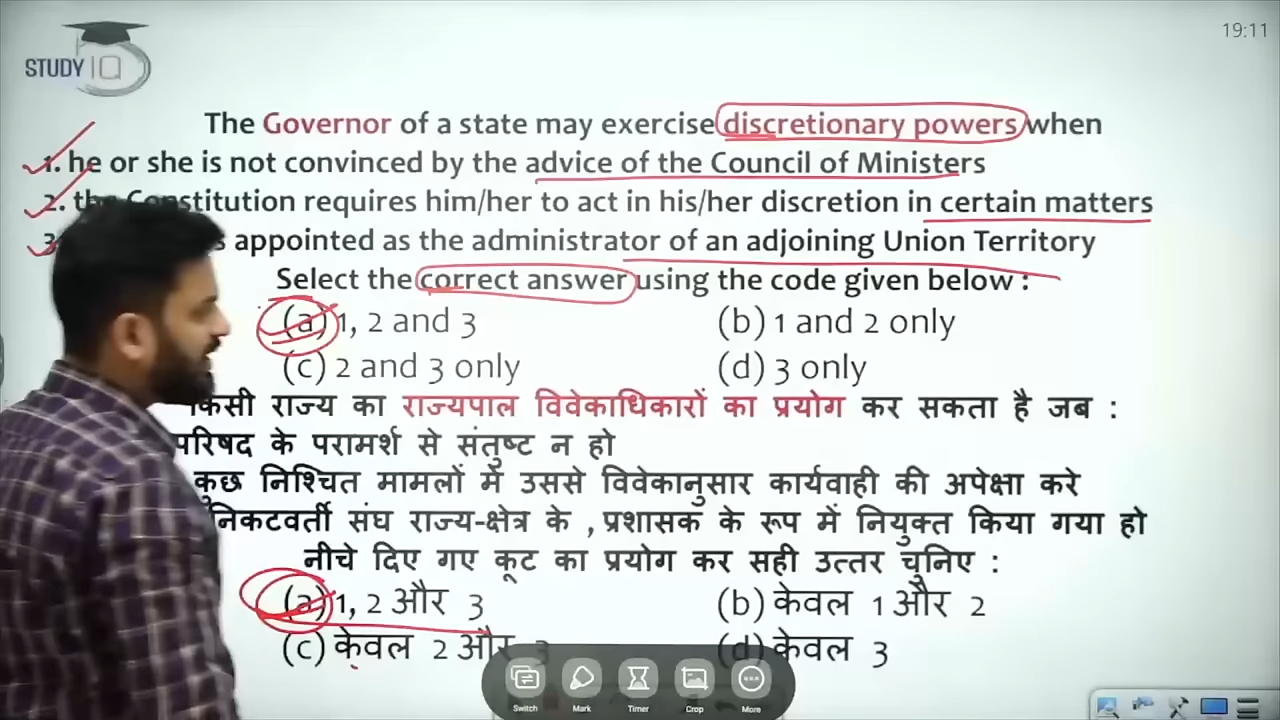 STUDY IQ
19:11
The Governor of a state may exercise discretionary powers when
1. he or she is not convinced by the advice of the Council of Ministers
2. the Constitution requires him/her to act in his/her discretion in certain matters
3. appointed as the administrator of an adjoining Union Territory
Select the correct answer using the code given below :
(a) 1, 2 and 3 (b) 1 and 2 only
(c) 2 and 3 only (d) 3 only
किसी राज्य का राज्यपाल विवेकाधिकारों का प्रयोग कर सकता है जब :
परिषद के परामर्श से संतुष्ट न हो
कुछ निश्चित मामलों में उससे विवेकानुसार कार्यवाही की अपेक्षा करे
निकटवर्ती संघ राज्य-क्षेत्र के , प्रशासक के रूप में नियुक्त किया गया हो
नीचे दिए गए कूट का प्रयोग कर सही उत्तर चुनिए :
(a) 1, 2 और 3 (b) केवल 1 और 2
(c) केवल 2 और 3 (d) केवल 3
Switch Mark Timer Crop More